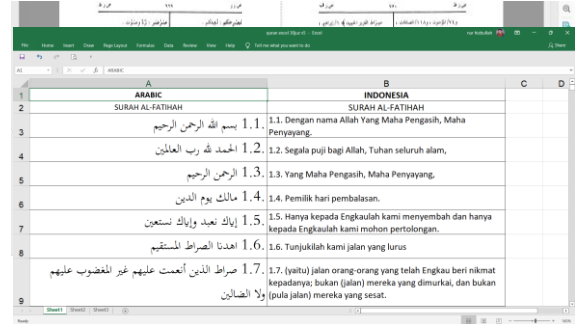 quran excel 30juz v1 - Excel
File Home Insert Draw Page Layout Formulas Data Review View Help Tell me what you want to do
Share
A1 fx ARABIC
A B C D
1 ARABIC INDONESIA
2 SURAH AL-FATIHAH SURAH AL-FATIHAH
3 1.1. بسم الله الرحمن الرحيم
1.1. Dengan nama Allah Yang Maha Pengasih, Maha
Penyayang.
4 1.2. الحمد لله رب العالمين
1.2. Segala puji bagi Allah, Tuhan seluruh alam,
5 1.3. الرحمن الرحيم
1.3. Yang Maha Pengasih, Maha Penyayang,
6 1.4. مالك يوم الدين
1.4. Pemilik hari pembalasan.
7 1.5. إياك نعبد وإياك نستعين
1.5. Hanya kepada Engkaulah kami menyembah dan hanya
kepada Engkaulah kami mohon pertolongan.
8 1.6. اهدنا الصراط المستقيم
1.6. Tunjukilah kami jalan yang lurus
9 1.7. صراط الذين أنعمت عليهم غير المغضوب عليهم
ولا الضالين
1.7. (yaitu) jalan orang-orang yang telah Engkau beri nikmat
kepadanya; bukan (jalan) mereka yang dimurkai, dan bukan
(pula jalan) mereka yang sesat.
Sheet1 Sheet2 Sheet3
Ready